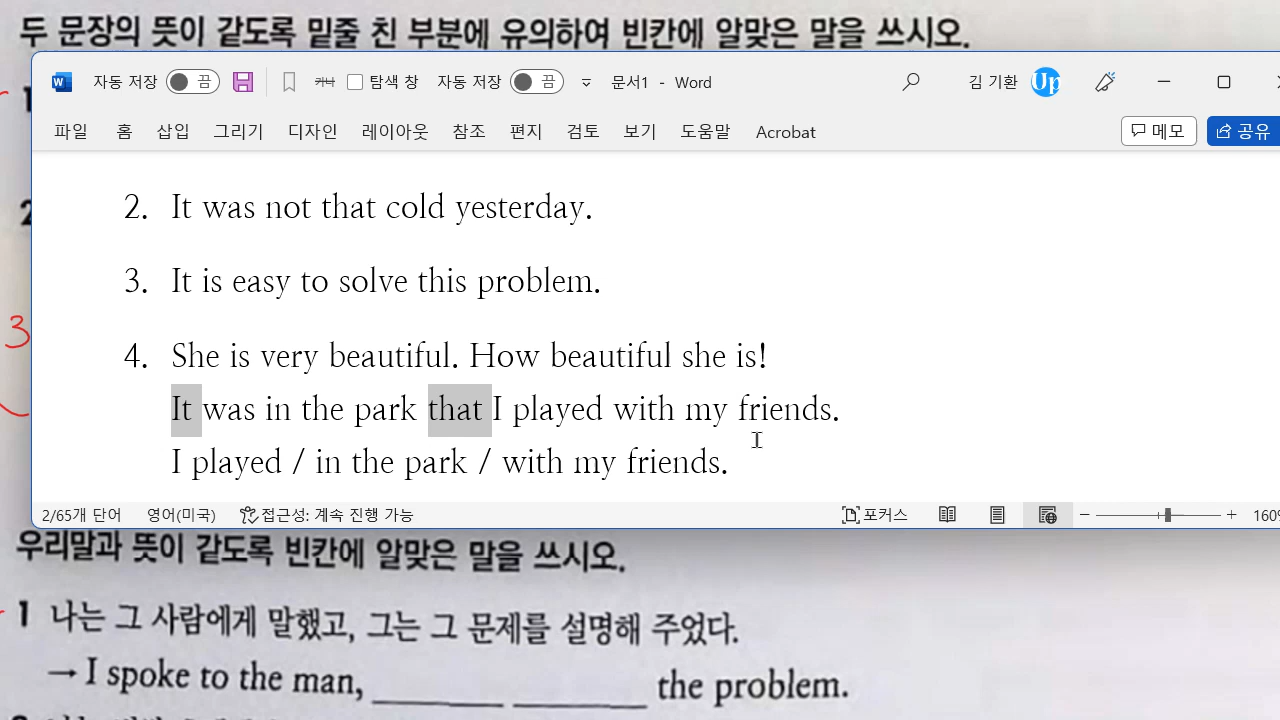 두 문장의 뜻이 같도록 밑줄 친 부분에 유의하여 빈칸에 알맞은 말을 쓰시오.
자동 저장 끔 가나 탐색 창 자동 저장 끔 문서1 - Word 김 기환 Up
파일 홈 삽입 그리기 디자인 레이아웃 참조 편지 검토 보기 도움말 Acrobat 메모 공유
1
2
3
2. It was not that cold yesterday.
3. It is easy to solve this problem.
4. She is very beautiful. How beautiful she is!
It was in the park that I played with my friends.
I played / in the park / with my friends.
2/65개 단어 영어(미국) 접근성: 계속 진행 가능 포커스 160%
우리말과 뜻이 같도록 빈칸에 알맞은 말을 쓰시오.
1 나는 그 사람에게 말했고, 그는 그 문제를 설명해 주었다.
→ I spoke to the man, ______ ______ the problem.